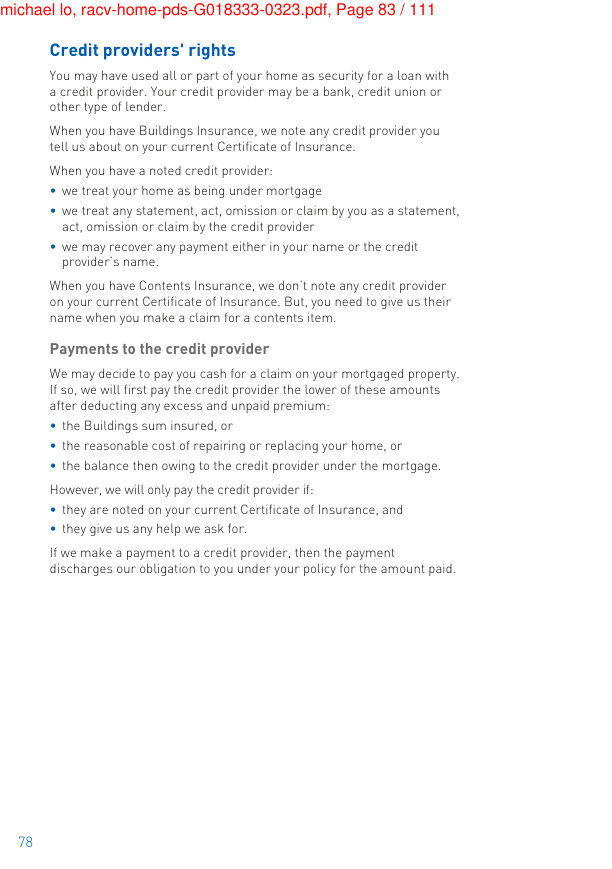 michael lo, racv-home-pds-G018333-0323.pdf, Page 83 / 111
Credit providers' rights
You may have used all or part of your home as security for a loan with
a credit provider. Your credit provider may be a bank, credit union or
other type of lender.
When you have Buildings Insurance, we note any credit provider you
tell us about on your current Certificate of Insurance.
When you have a noted credit provider:
• we treat your home as being under mortgage
• we treat any statement, act, omission or claim by you as a statement,
act, omission or claim by the credit provider
• we may recover any payment either in your name or the credit
provider's name.
When you have Contents Insurance, we don't note any credit provider
on your current Certificate of Insurance. But, you need to give us their
name when you make a claim for a contents item.
Payments to the credit provider
We may decide to pay you cash for a claim on your mortgaged property.
If so, we will first pay the credit provider the lower of these amounts
after deducting any excess and unpaid premium:
• the Buildings sum insured, or
• the reasonable cost of repairing or replacing your home, or
• the balance then owing to the credit provider under the mortgage.
However, we will only pay the credit provider if:
• they are noted on your current Certificate of Insurance, and
• they give us any help we ask for.
If we make a payment to a credit provider, then the payment
discharges our obligation to you under your policy for the amount paid.
78